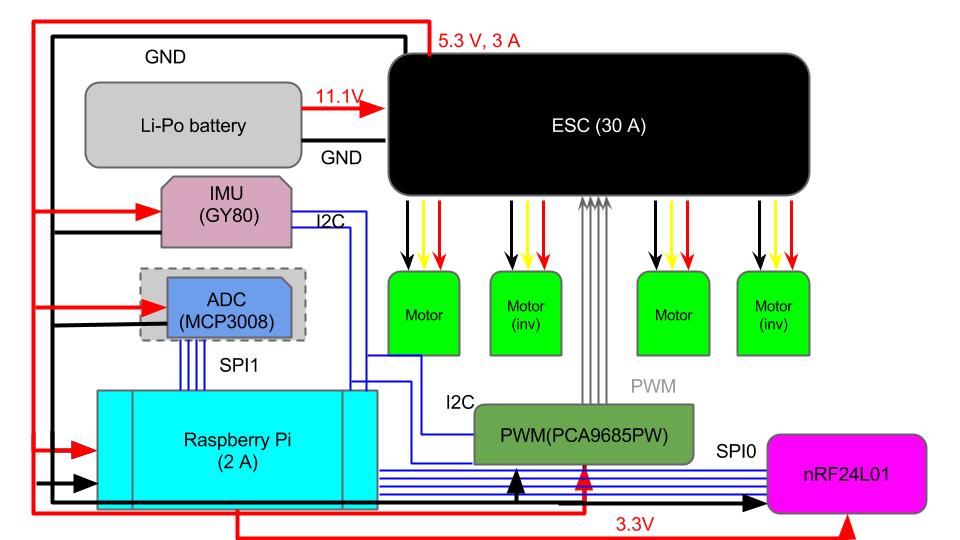 5.3 V, 3 A
GND
11.1V
Li-Po battery
ESC (30 A)
GND
IMU
(GY80)
I2C
ADC
(MCP3008)
Motor
Motor
(inv)
Motor
Motor
(inv)
SPI1
PWM
I2C
Raspberry Pi
(2 A)
PWM(PCA9685PW)
SPI0
nRF24L01
3.3V